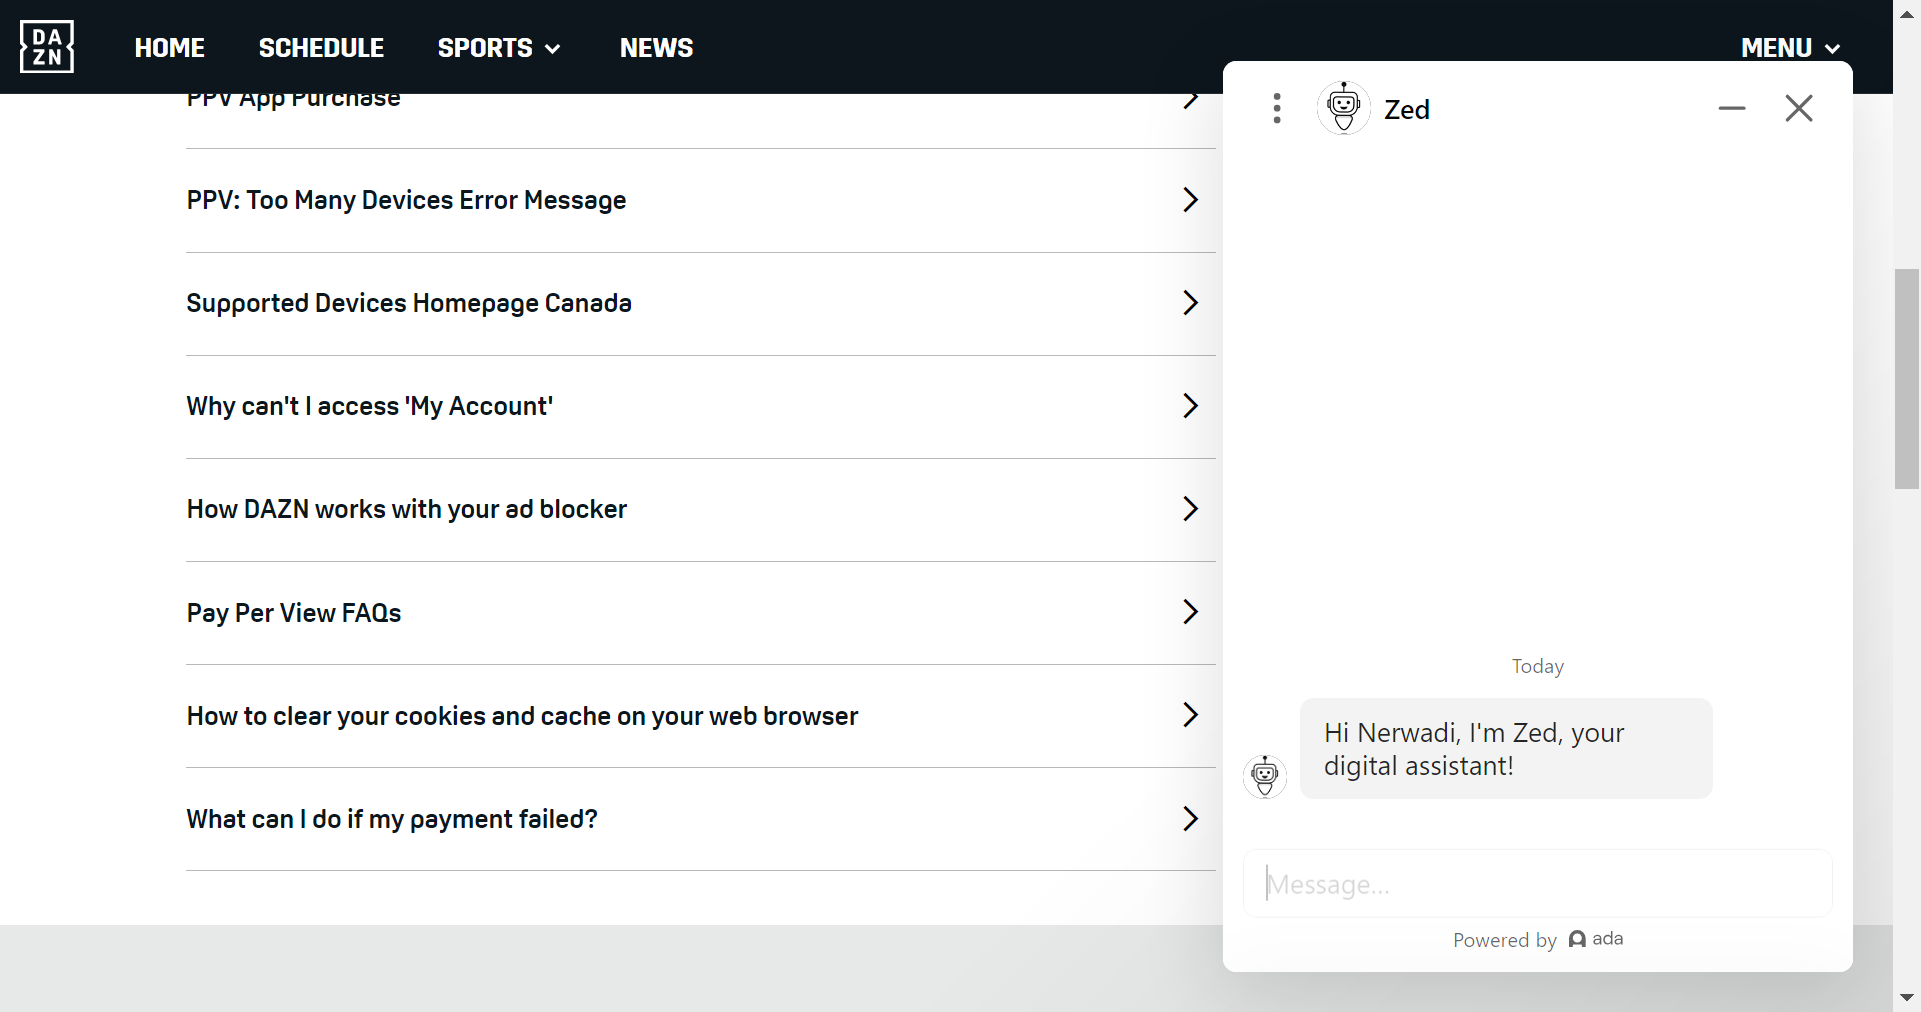 DA
ZN
HOME
SCHEDULE
SPORTS
NEWS
MENU
PPV App Purchase
PPV: Too Many Devices Error Message
Supported Devices Homepage Canada
Why can't I access 'My Account'
How DAZN works with your ad blocker
Pay Per View FAQs
How to clear your cookies and cache on your web browser
What can I do if my payment failed?
Zed
Today
Hi Nerwadi, I'm Zed, your
digital assistant!
Message...
Powered by ada